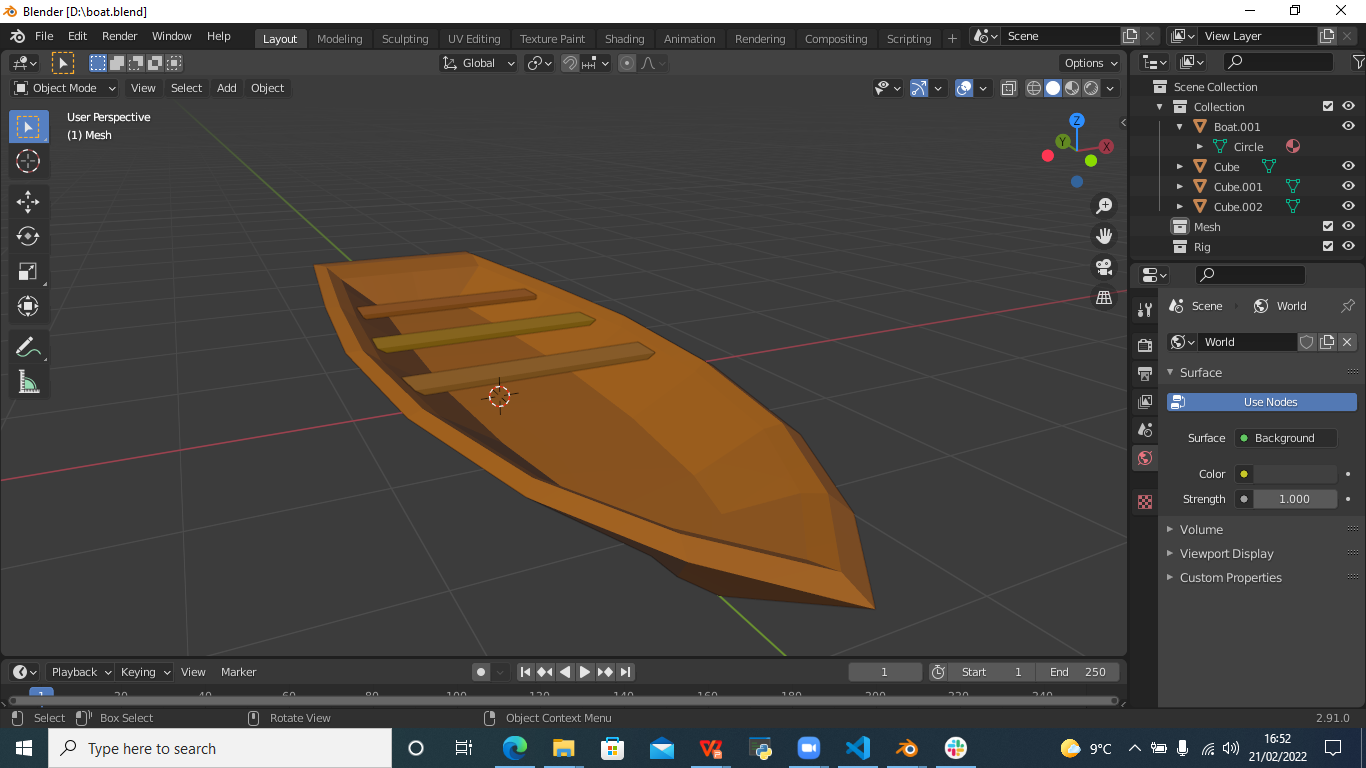 Blender [D:\boat.blend]
File Edit Render Window Help Layout Modeling Sculpting UV Editing Texture Paint Shading Animation Rendering Compositing Scripting + Scene View Layer
Global Options
Object Mode View Select Add Object
User Perspective
(1) Mesh
Z
Y
X
Scene Collection
Collection
Boat.001
Circle
Cube
Cube.001
Cube.002
Mesh
Rig
Scene World
World
Surface
Use Nodes
Surface Background
Color
Strength 1.000
Volume
Viewport Display
Custom Properties
Playback Keying View Marker 1 Start 1 End 250
1 20 40 60 80 100 120 140 160 180 200 220 240
Select Box Select Rotate View Object Context Menu 2.91.0
Type here to search
9°C
16:52
21/02/2022